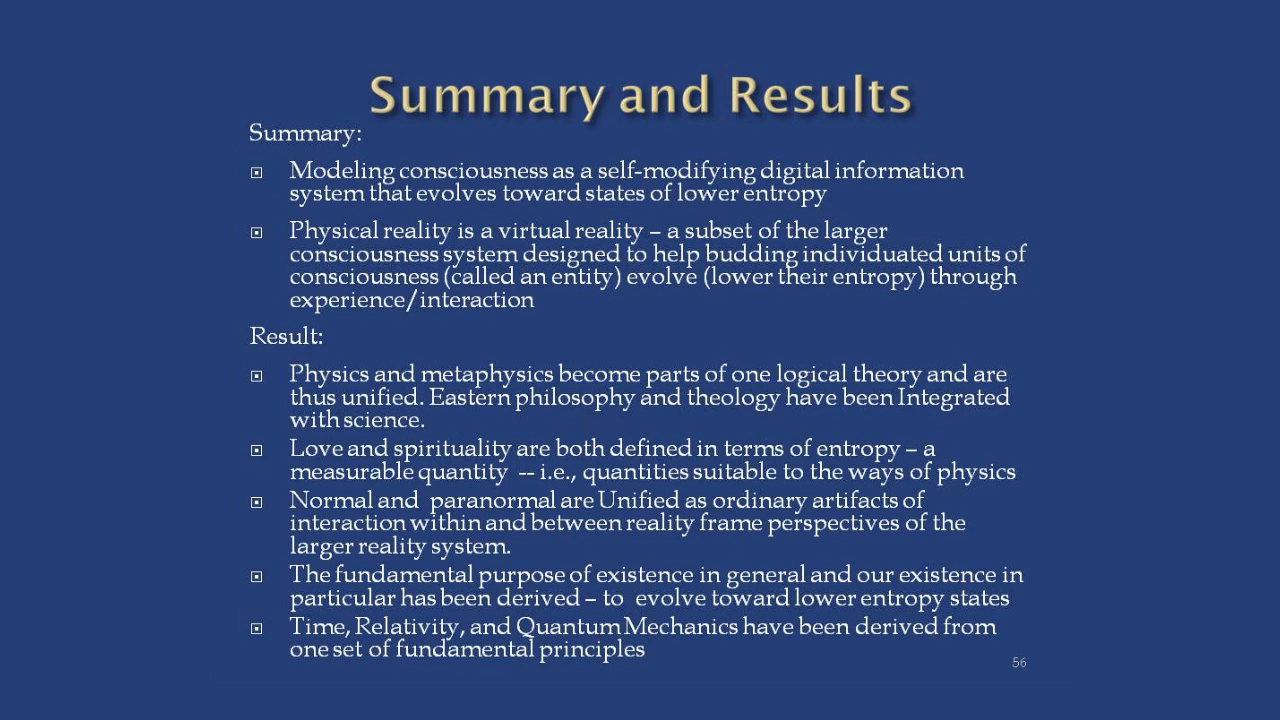 Summary and Results
Summary:
Modeling consciousness as a self-modifying digital information
system that evolves toward states of lower entropy
Physical reality is a virtual reality – a subset of the larger
consciousness system designed to help budding individuated units of
consciousness (called an entity) evolve (lower their entropy) through
experience/interaction
Result:
Physics and metaphysics become parts of one logical theory and are
thus unified. Eastern philosophy and theology have been Integrated
with science.
Love and spirituality are both defined in terms of entropy – a
measurable quantity -- i.e., quantities suitable to the ways of physics
Normal and paranormal are Unified as ordinary artifacts of
interaction within and between reality frame perspectives of the
larger reality system.
The fundamental purpose of existence in general and our existence in
particular has been derived – to evolve toward lower entropy states
Time, Relativity, and Quantum Mechanics have been derived from
one set of fundamental principles
56